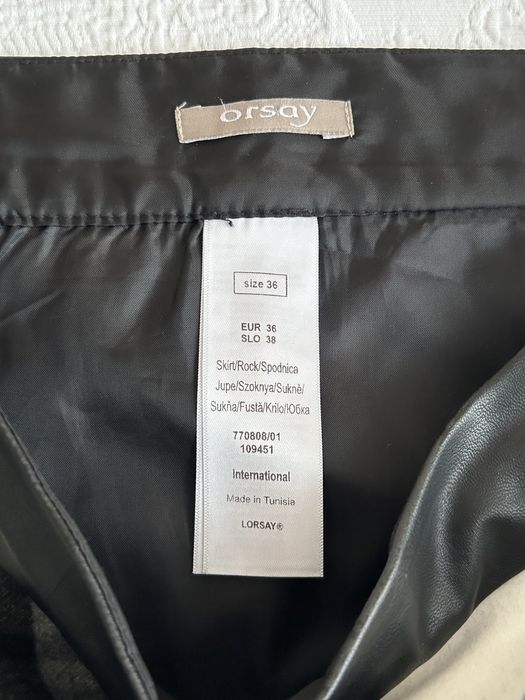 orsay
size 36
EUR 36
SLO 38
Skirt/Rock/Spodnica
Jupe/Szoknya/Sukně/
Sukňa/Fustă/Krilo/Юбка
770808/01
109451
International
Made in Tunisia
LORSAY®